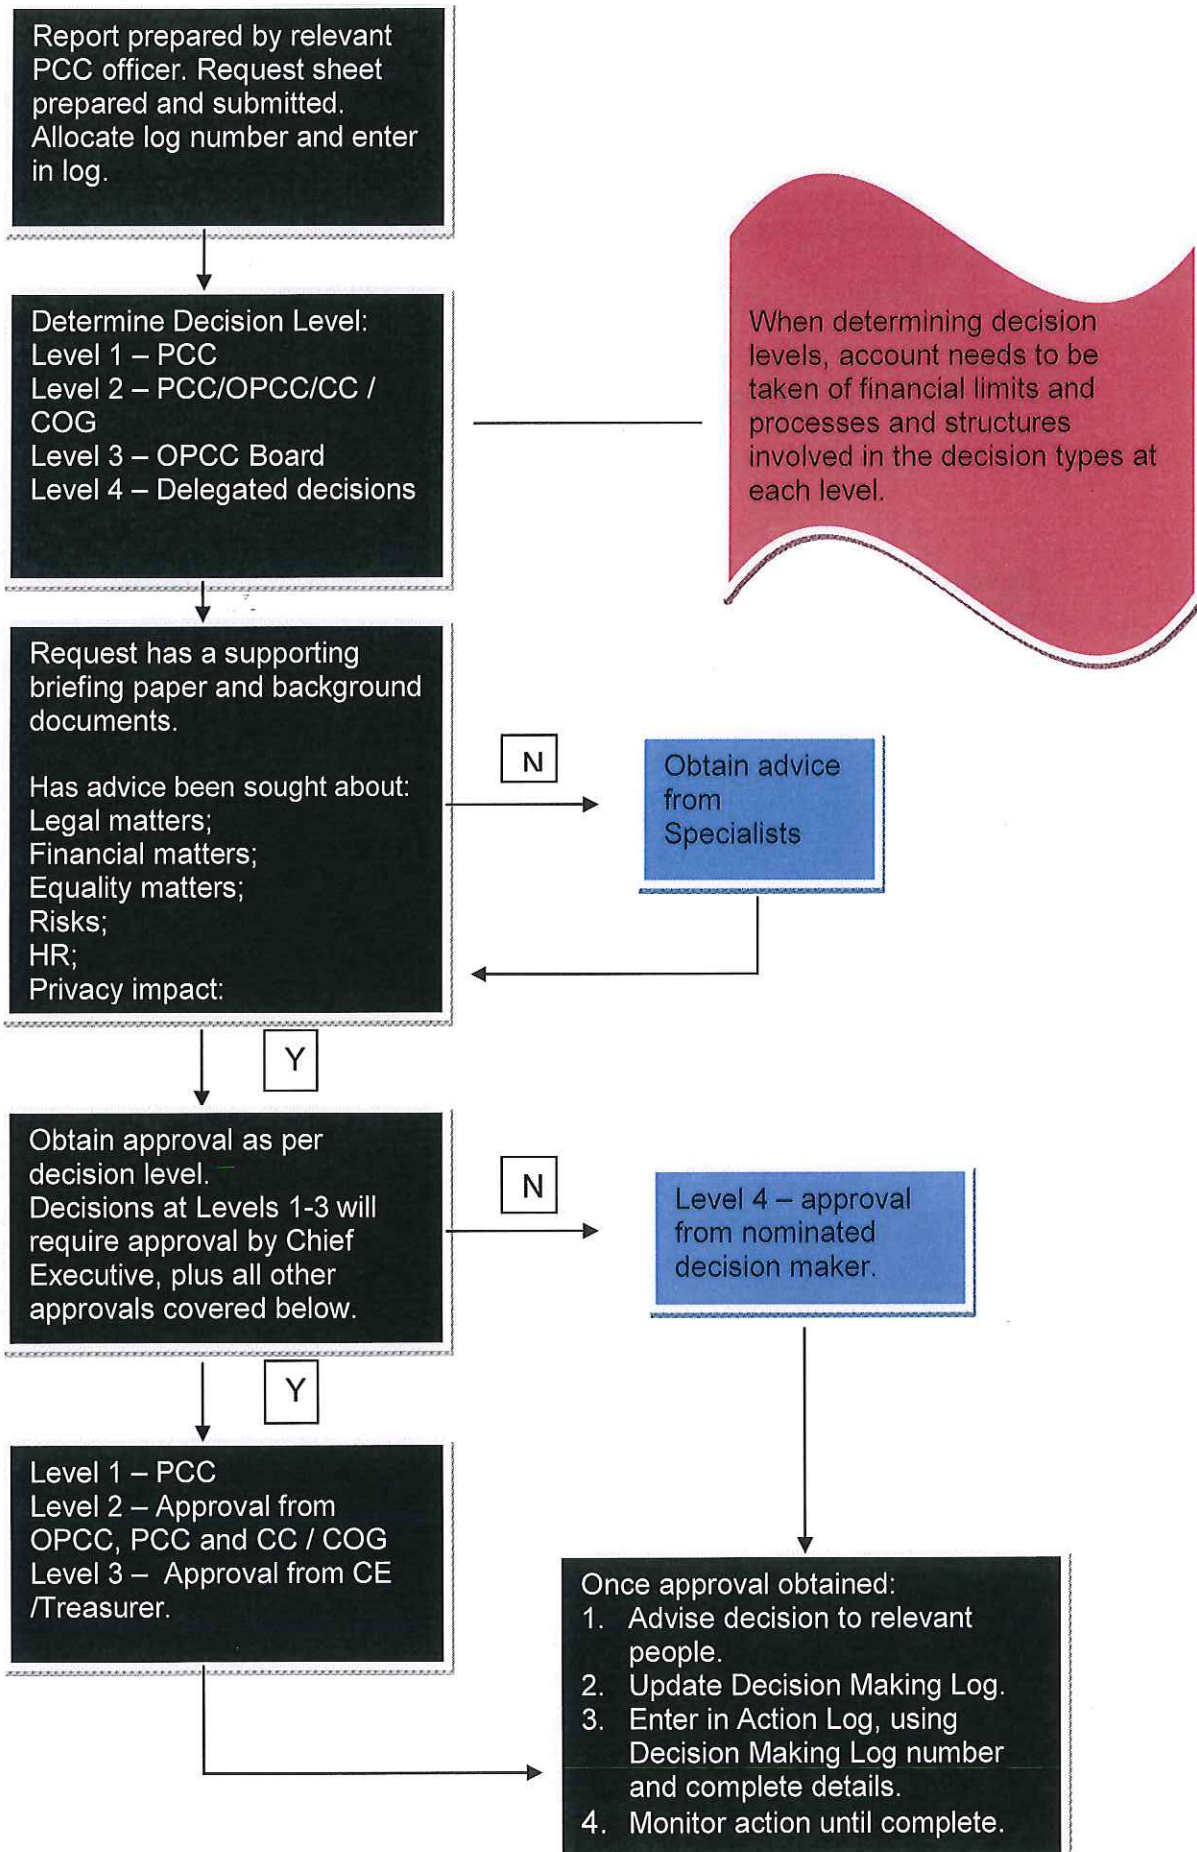 Report prepared by relevant
PCC officer. Request sheet
prepared and submitted.
Allocate log number and enter
in log.
Determine Decision Level:
Level 1 – PCC
Level 2 – PCC/OPCC/CC /
COG
Level 3 – OPCC Board
Level 4 – Delegated decisions
When determining decision
levels, account needs to be
taken of financial limits and
processes and structures
involved in the decision types at
each level.
Request has a supporting
briefing paper and background
documents.
Has advice been sought about:
Legal matters;
Financial matters;
Equality matters;
Risks;
HR;
Privacy impact:
N
Obtain advice
from
Specialists
Y
Obtain approval as per
decision level.
Decisions at Levels 1-3 will
require approval by Chief
Executive, plus all other
approvals covered below.
N
Level 4 – approval
from nominated
decision maker.
Y
Level 1 – PCC
Level 2 – Approval from
OPCC, PCC and CC / COG
Level 3 – Approval from CE
/Treasurer.
Once approval obtained:
1. Advise decision to relevant
people.
2. Update Decision Making Log.
3. Enter in Action Log, using
Decision Making Log number
and complete details.
4. Monitor action until complete.